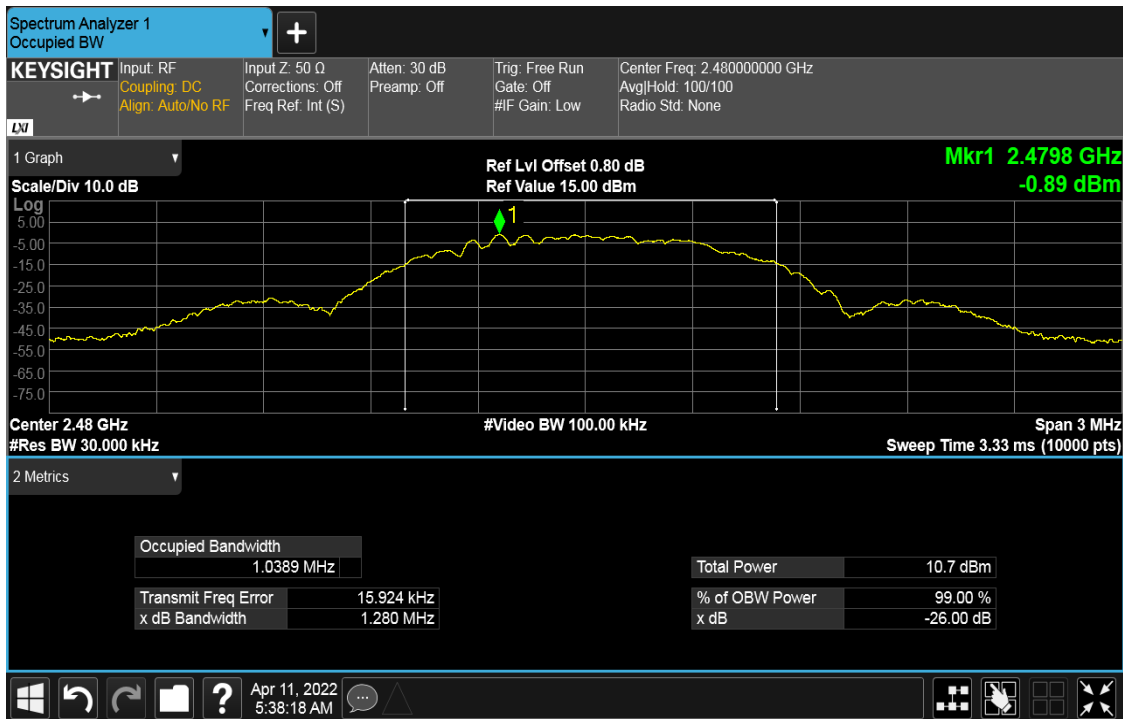 Spectrum Analyzer 1
Occupied BW
KEYSIGHT
LXI
Input: RF
Coupling: DC
Align: Auto/No RF
Input Z: 50 Ω
Corrections: Off
Freq Ref: Int (S)
Atten: 30 dB
Preamp: Off
Trig: Free Run
Gate: Off
#IF Gain: Low
Center Freq: 2.480000000 GHz
Avg|Hold: 100/100
Radio Std: None
1 Graph
Scale/Div 10.0 dB
Ref Lvl Offset 0.80 dB
Ref Value 15.00 dBm
Mkr1 2.4798 GHz
-0.89 dBm
Log
5.00
-5.00
-15.0
-25.0
-35.0
-45.0
-55.0
-65.0
-75.0
1
Center 2.48 GHz
#Res BW 30.000 kHz
#Video BW 100.00 kHz
Span 3 MHz
Sweep Time 3.33 ms (10000 pts)
2 Metrics
Occupied Bandwidth
1.0389 MHz
Transmit Freq Error 15.924 kHz
x dB Bandwidth 1.280 MHz
Total Power 10.7 dBm
% of OBW Power 99.00 %
x dB -26.00 dB
?
Apr 11, 2022
5:38:18 AM